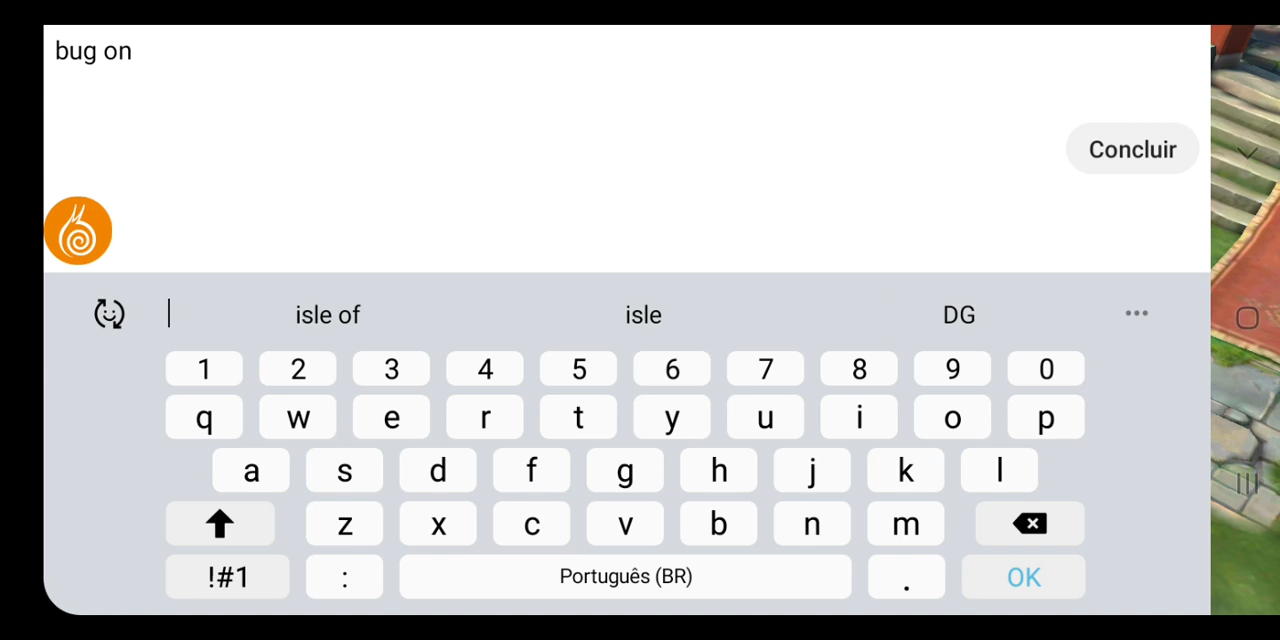 bug on
Concluir
isle of isle DG •••
1 2 3 4 5 6 7 8 9 0
q w e r t y u i o p
a s d f g h j k l
z x c v b n m
!#1 : Português (BR) . OK